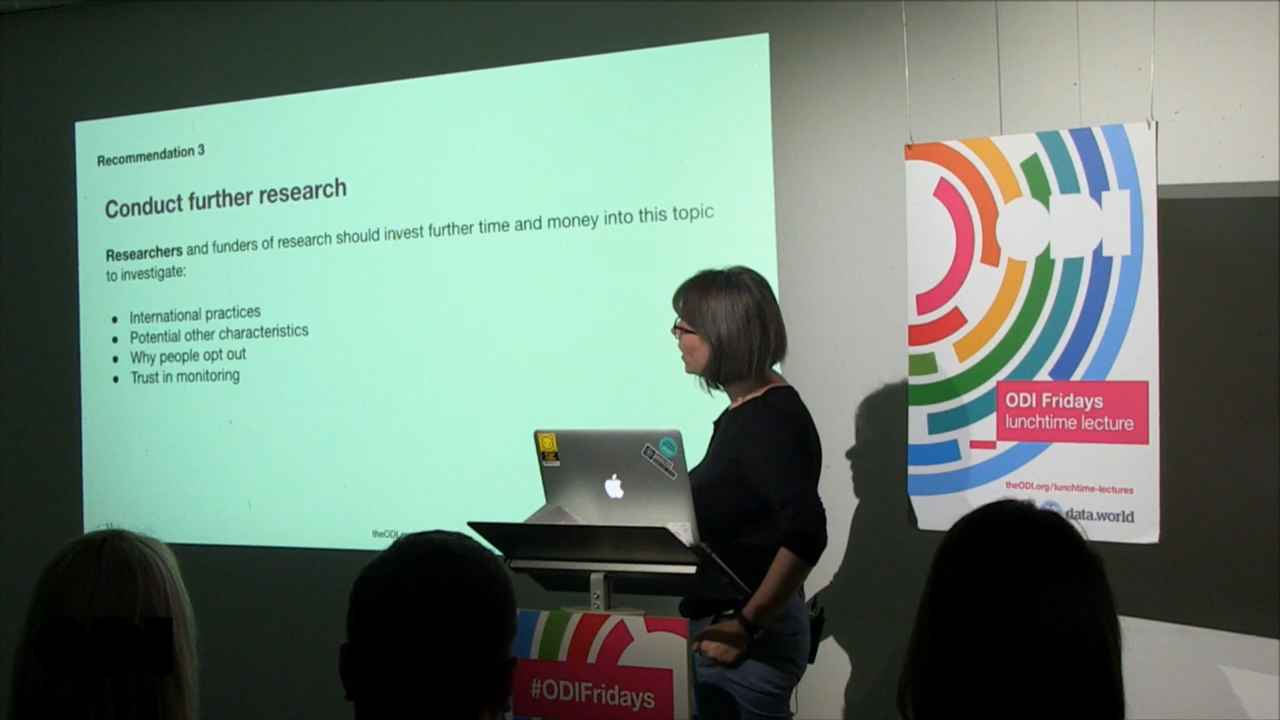 Recommendation 3
Conduct further research
Researchers and funders of research should invest further time and money into this topic
to investigate:
● International practices
● Potential other characteristics
● Why people opt out
● Trust in monitoring
theODI
ODI Fridays
lunchtime lecture
theODI.org/lunchtime-lectures
data.world
#ODIFridays